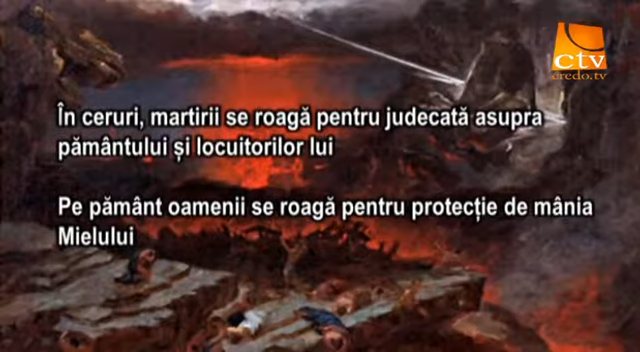 ctv
credo.tv
În ceruri, martirii se roagă pentru judecată asupra
pământului și locuitorilor lui
Pe pământ oamenii se roagă pentru protecție de mânia
Mielului